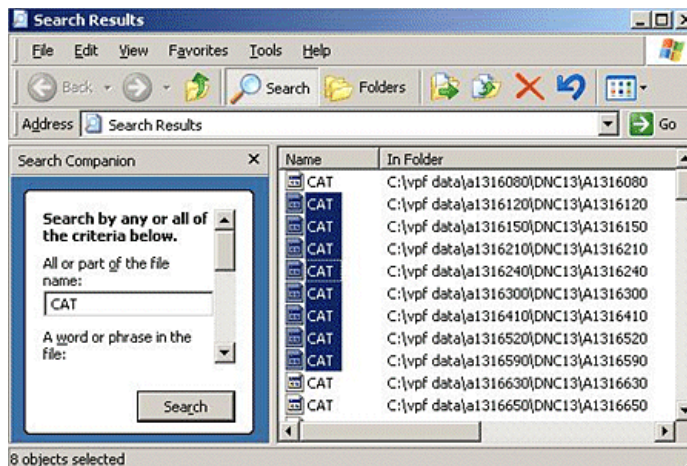 Search Results
File Edit View Favorites Tools Help
Back Search Folders
Address Search Results Go
Search Companion
Search by any or all of
the criteria below.
All or part of the file
name:
CAT
A word or phrase in the
file:
Search
Name In Folder
CAT C:\vpf data\a1316080\DNC13\A1316080
CAT C:\vpf data\a1316120\DNC13\A1316120
CAT C:\vpf data\a1316150\DNC13\A1316150
CAT C:\vpf data\a1316210\DNC13\A1316210
CAT C:\vpf data\a1316240\DNC13\A1316240
CAT C:\vpf data\a1316300\DNC13\A1316300
CAT C:\vpf data\a1316410\DNC13\A1316410
CAT C:\vpf data\a1316520\DNC13\A1316520
CAT C:\vpf data\a1316590\DNC13\A1316590
CAT C:\vpf data\a1316630\DNC13\A1316630
CAT C:\vpf data\a1316650\DNC13\A1316650
8 objects selected